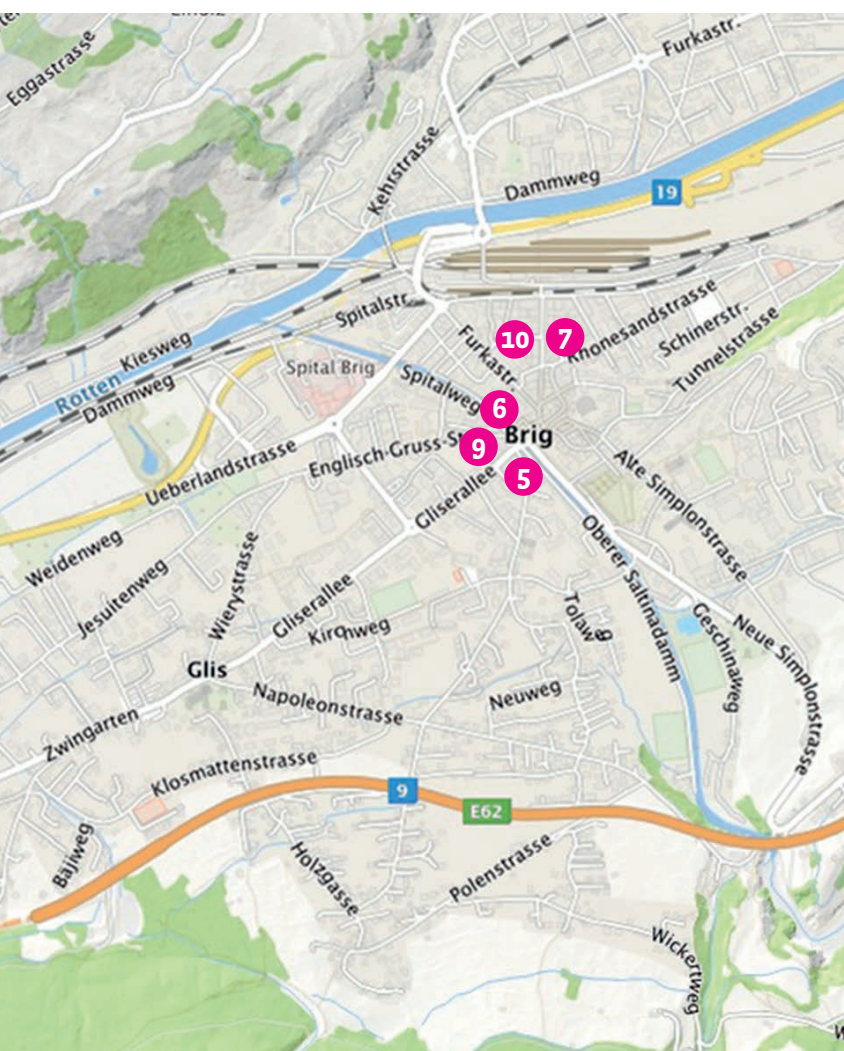 Eggastrasse
Furkastr.
Kehrstrasse
Dammweg
19
Spitalstr.
Rhonesandstrasse
Schinerstr.
Tunnelstrasse
Furkastr.
10
7
Kiesweg
Rotten
Dammweg
Spital Brig
Spitalweg
6
Brig
9
5
Englisch-Gruss-St
Ueberlandstrasse
Gliserallee
Alte Simplonstrasse
Weidenweg
Jesuitenweg
Wierystrasse
Gliserallee
Oberer Saltinadamm
Tolaweg
Geschinaweg
Neue Simplonstrasse
Glis
Napoleonstrasse
Neuweg
Zwingarten
Klosmattenstrasse
9
E62
Bäjiweg
Holzgasse
Polenstrasse
Wickertweg